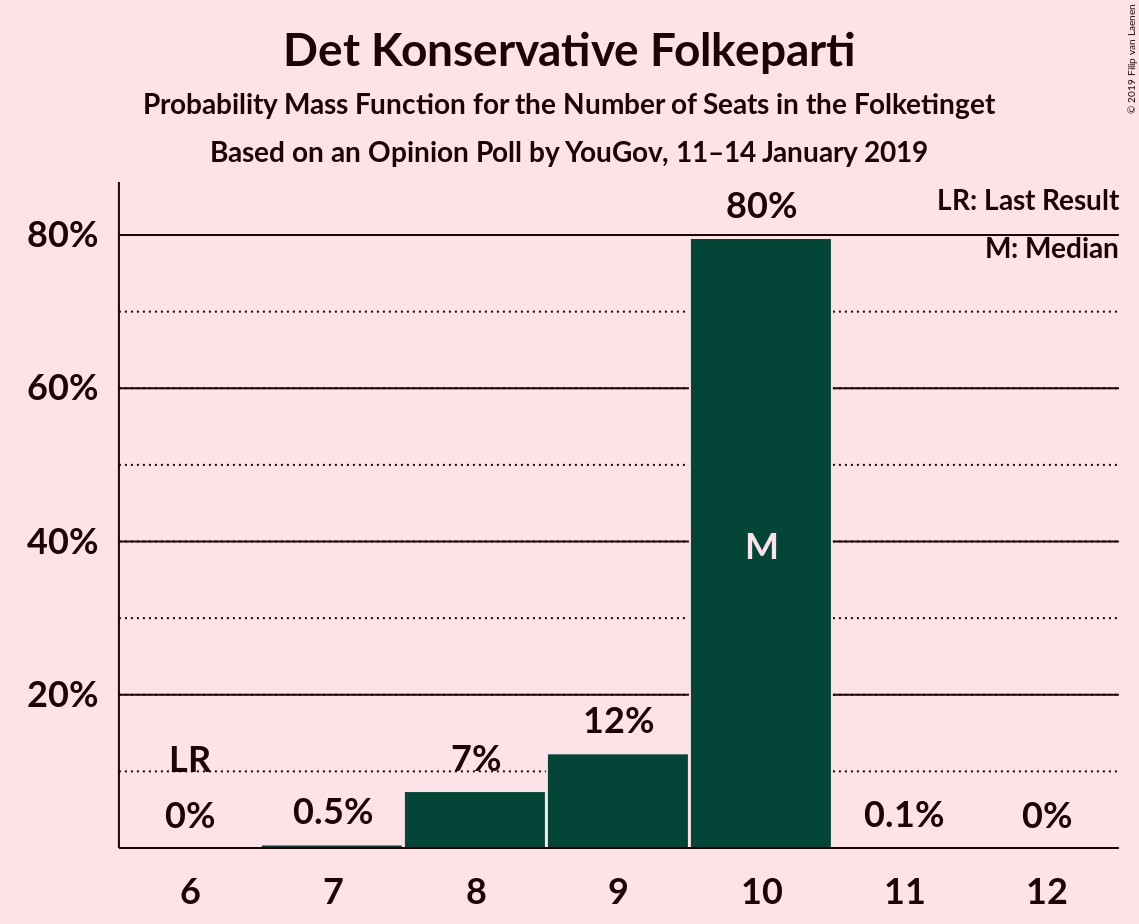 Det Konservative Folkeparti
Probability Mass Function for the Number of Seats in the Folketinget
Based on an Opinion Poll by YouGov, 11–14 January 2019
© 2019 Filip van Laenen
LR: Last Result
M: Median
80%
60%
40%
20%
LR
0%
0.5%
7%
12%
80%
M
0.1%
0%
6 7 8 9 10 11 12